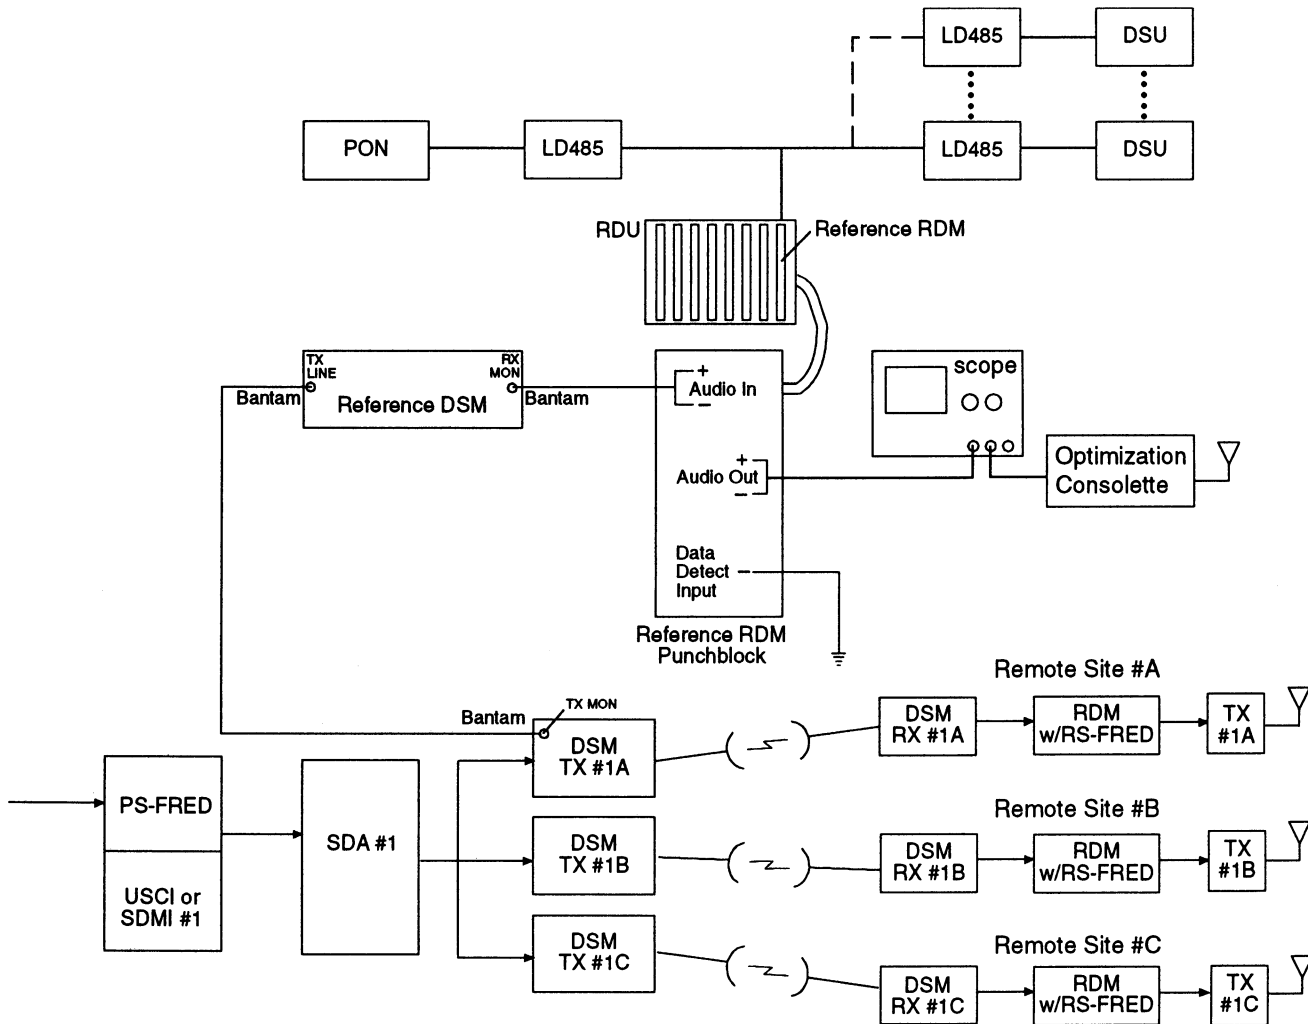 LD485
DSU
PON
LD485
LD485
DSU
RDU
Reference RDM
TX
LINE
RX
MON
Bantam
Reference DSM
Bantam
+
Audio In
−
scope
+
Audio Out
−
Optimization
Consolette
Data
Detect −
Input
Reference RDM
Punchblock
Remote Site #A
Bantam
TX MON
DSM
TX #1A
DSM
RX #1A
RDM
w/RS-FRED
TX
#1A
PS-FRED
USCI or
SDMI #1
SDA #1
Remote Site #B
DSM
TX #1B
DSM
RX #1B
RDM
w/RS-FRED
TX
#1B
Remote Site #C
DSM
TX #1C
DSM
RX #1C
RDM
w/RS-FRED
TX
#1C